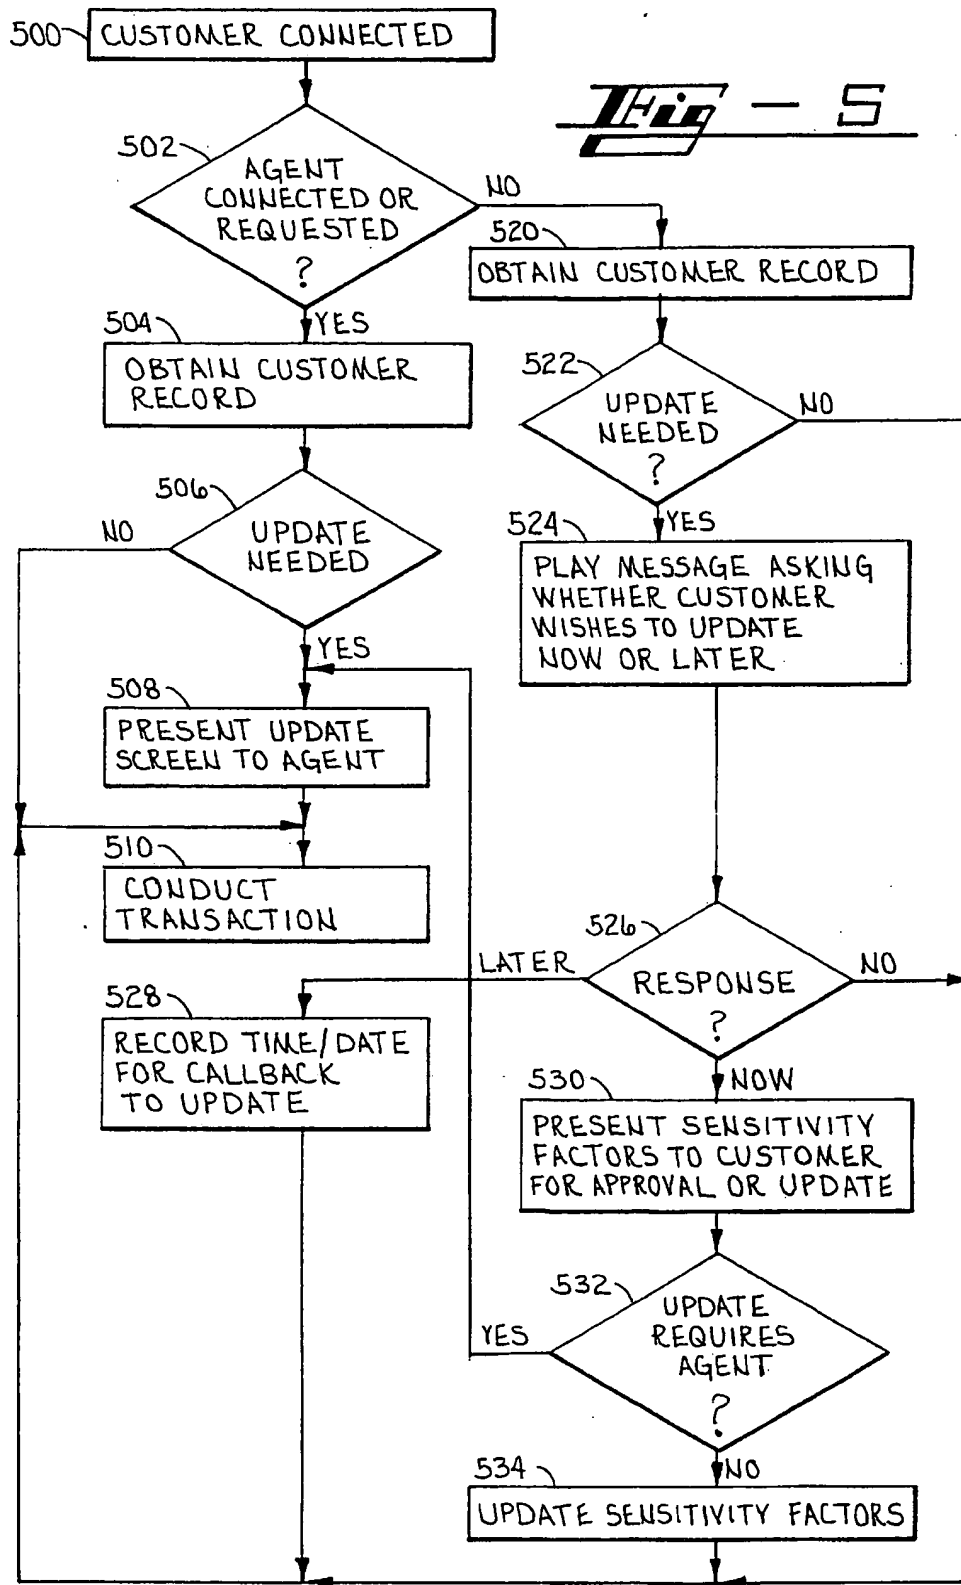 500
CUSTOMER CONNECTED
Fig - 5
502
AGENT
CONNECTED OR
REQUESTED
?
NO
YES
520
OBTAIN CUSTOMER RECORD
504
OBTAIN CUSTOMER
RECORD
522
UPDATE
NEEDED
?
NO
YES
506
UPDATE
NEEDED
NO
YES
524
PLAY MESSAGE ASKING
WHETHER CUSTOMER
WISHES TO UPDATE
NOW OR LATER
508
PRESENT UPDATE
SCREEN TO AGENT
510
CONDUCT
TRANSACTION
526
RESPONSE
?
LATER
NO
NOW
528
RECORD TIME/DATE
FOR CALLBACK
TO UPDATE
530
PRESENT SENSITIVITY
FACTORS TO CUSTOMER
FOR APPROVAL OR UPDATE
532
UPDATE
REQUIRES
AGENT
?
YES
NO
534
UPDATE SENSITIVITY FACTORS